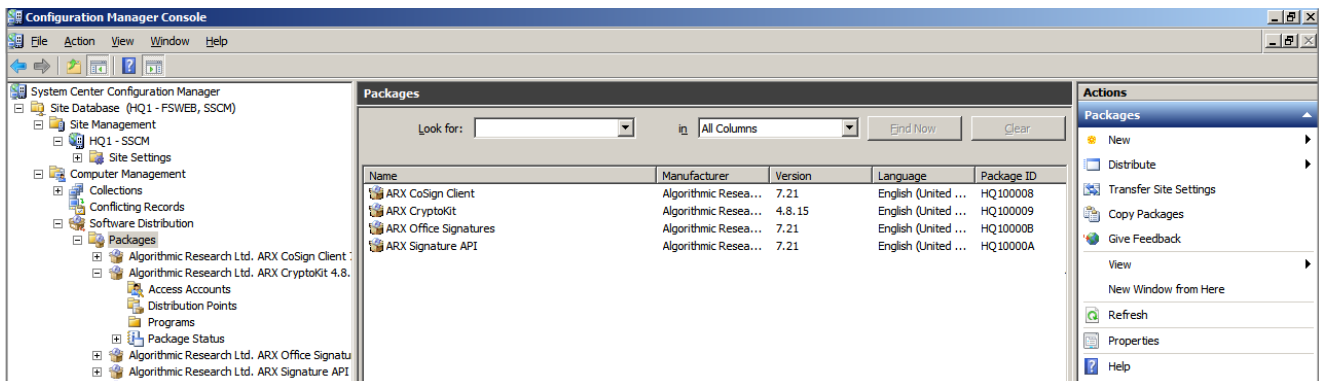 Configuration Manager Console
File Action View Window Help
System Center Configuration Manager
Site Database (HQ1 - FSWEB, SSCM)
Site Management
HQ1 - SSCM
Site Settings
Computer Management
Collections
Conflicting Records
Software Distribution
Packages
Algorithmic Research Ltd. ARX CoSign Client
Algorithmic Research Ltd. ARX CryptoKit 4.8.
Access Accounts
Distribution Points
Programs
Package Status
Algorithmic Research Ltd. ARX Office Signatu
Algorithmic Research Ltd. ARX Signature API
Packages
Look for: in All Columns Find Now Clear
Name Manufacturer Version Language Package ID
ARX CoSign Client Algorithmic Resea... 7.21 English (United ... HQ100008
ARX CryptoKit Algorithmic Resea... 4.8.15 English (United ... HQ100009
ARX Office Signatures Algorithmic Resea... 7.21 English (United ... HQ10000B
ARX Signature API Algorithmic Resea... 7.21 English (United ... HQ10000A
Actions
Packages
New
Distribute
Transfer Site Settings
Copy Packages
Give Feedback
View
New Window from Here
Refresh
Properties
Help